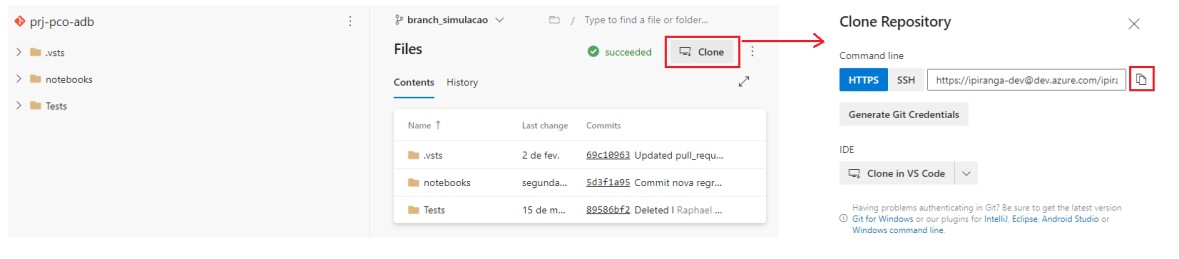 prj-pco-adb
.vsts
notebooks
Tests
branch_simulacao
/ Type to find a file or folder...
Files
succeeded
Clone
Contents History
Name ↑ Last change Commits
.vsts 2 de fev. 69c10963 Updated pull_requ...
notebooks segunda... 5d3f1a95 Commit nova regr...
Tests 15 de m... 89586bf2 Deleted I Raphael ...
Clone Repository
Command line
HTTPS SSH https://ipiranga-dev@dev.azure.com/ipira
Generate Git Credentials
IDE
Clone in VS Code
Having problems authenticating in Git? Be sure to get the latest version
Git for Windows or our plugins for IntelliJ, Eclipse, Android Studio or
Windows command line.